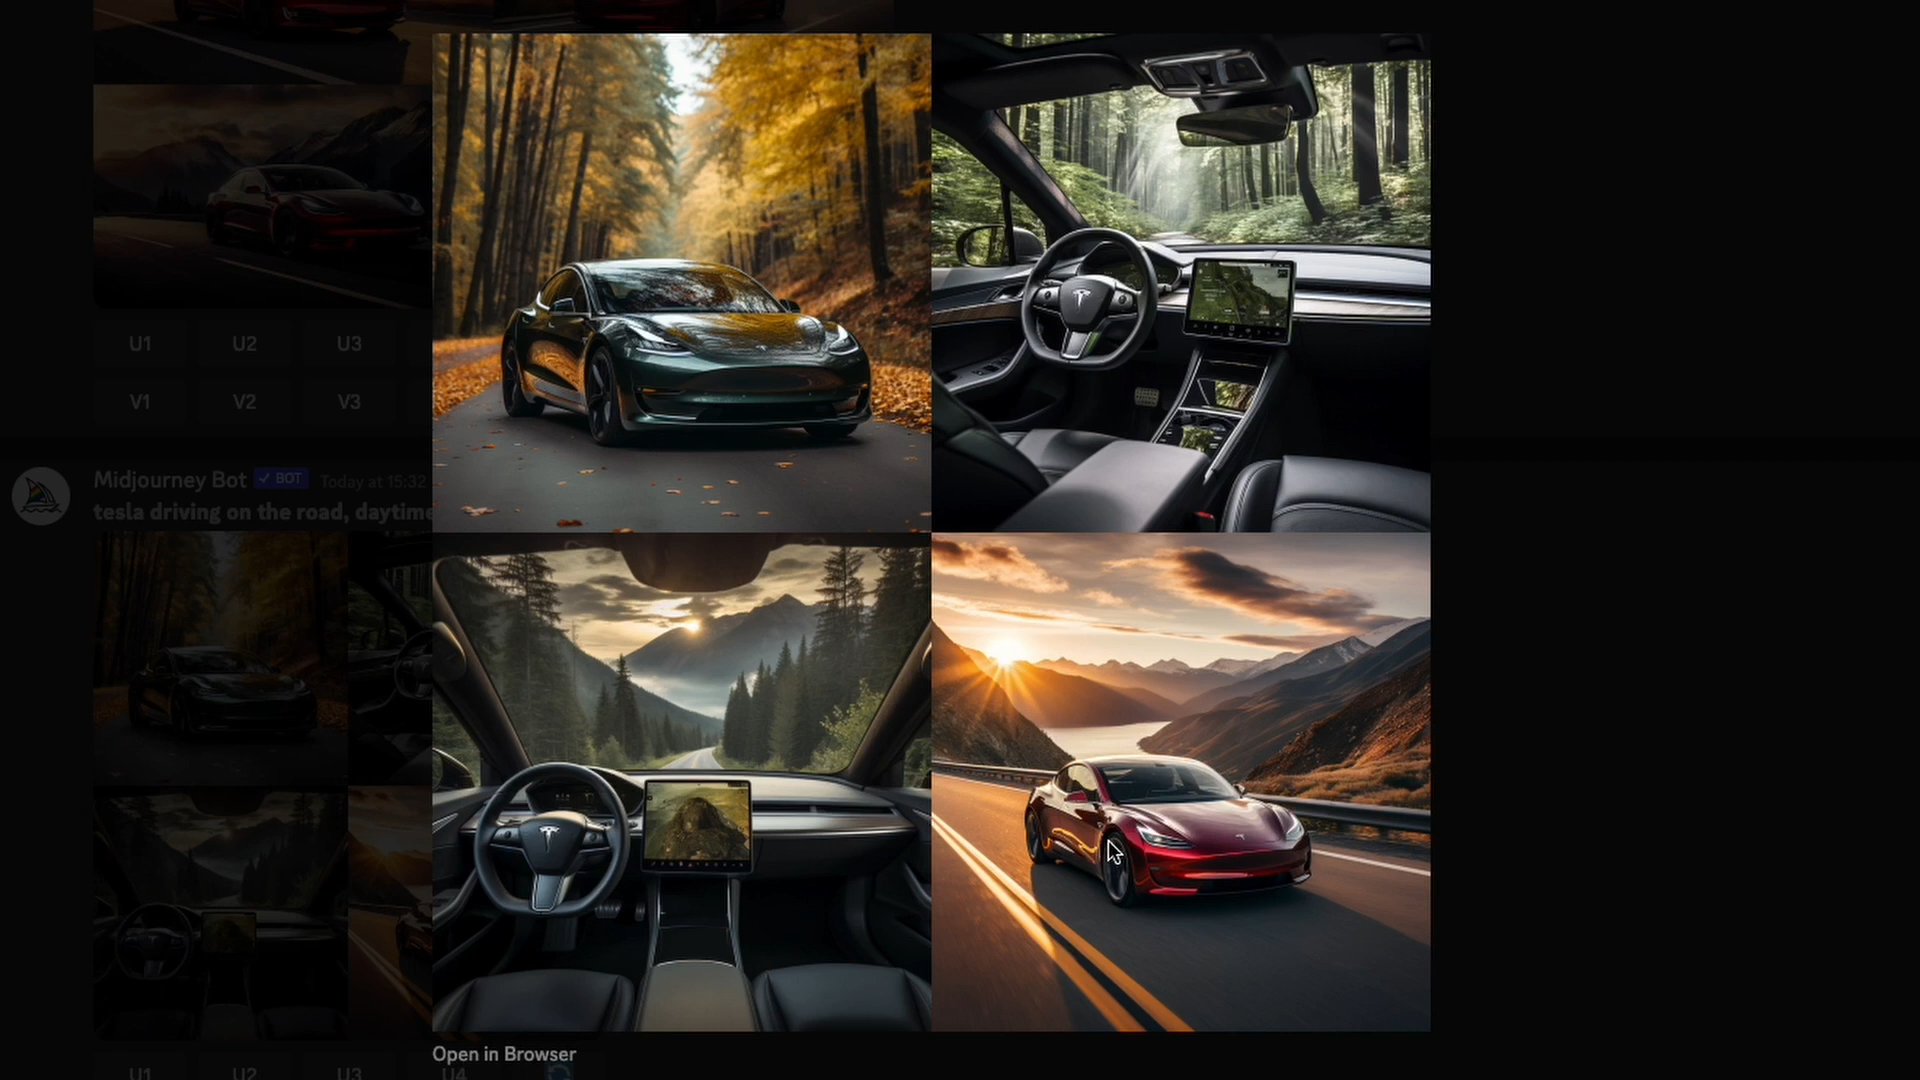 U1 U2 U3
V1 V2 V3
Midjourney Bot ✓ BOT Today at 15:32
tesla driving on the road, daytime
Open in Browser
U1 U2 U3 U4